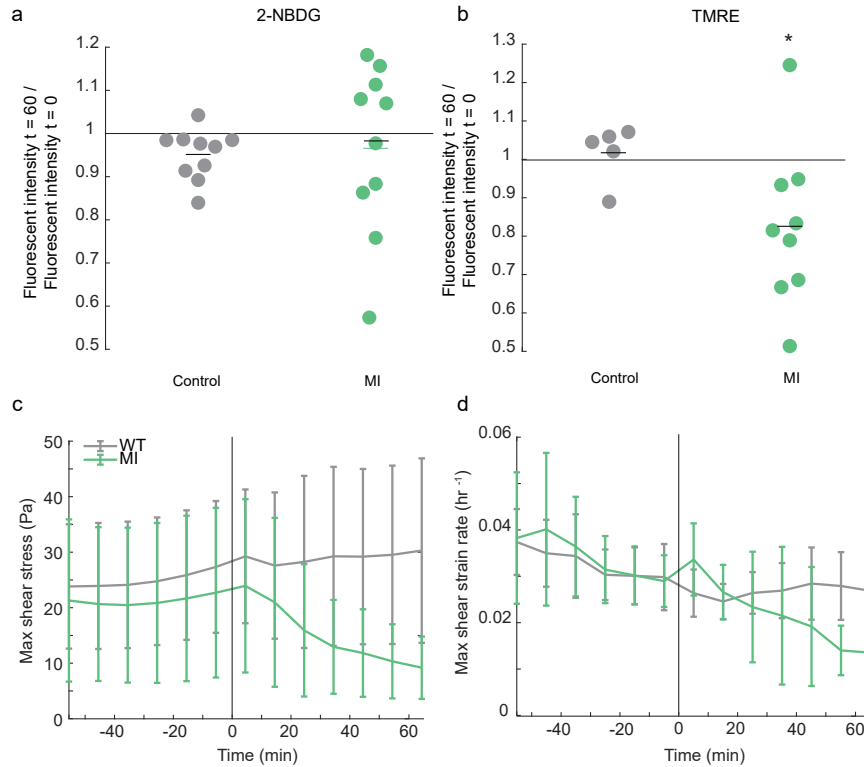 a
2-NBDG
Fluorescent intensity t = 60 /
Fluorescent intensity t = 0
1.2
1.1
1
0.9
0.8
0.7
0.6
0.5
Control
MI
b
TMRE
*
Fluorescent intensity t = 60 /
Fluorescent intensity t = 0
1.3
1.2
1.1
1
0.9
0.8
0.7
0.6
0.5
Control
MI
c
WT
MI
Max shear stress (Pa)
50
40
30
20
10
0
-40
-20
0
20
40
60
Time (min)
d
Max shear strain rate (hr -1)
0.06
0.04
0.02
0
-40
-20
0
20
40
60
Time (min)